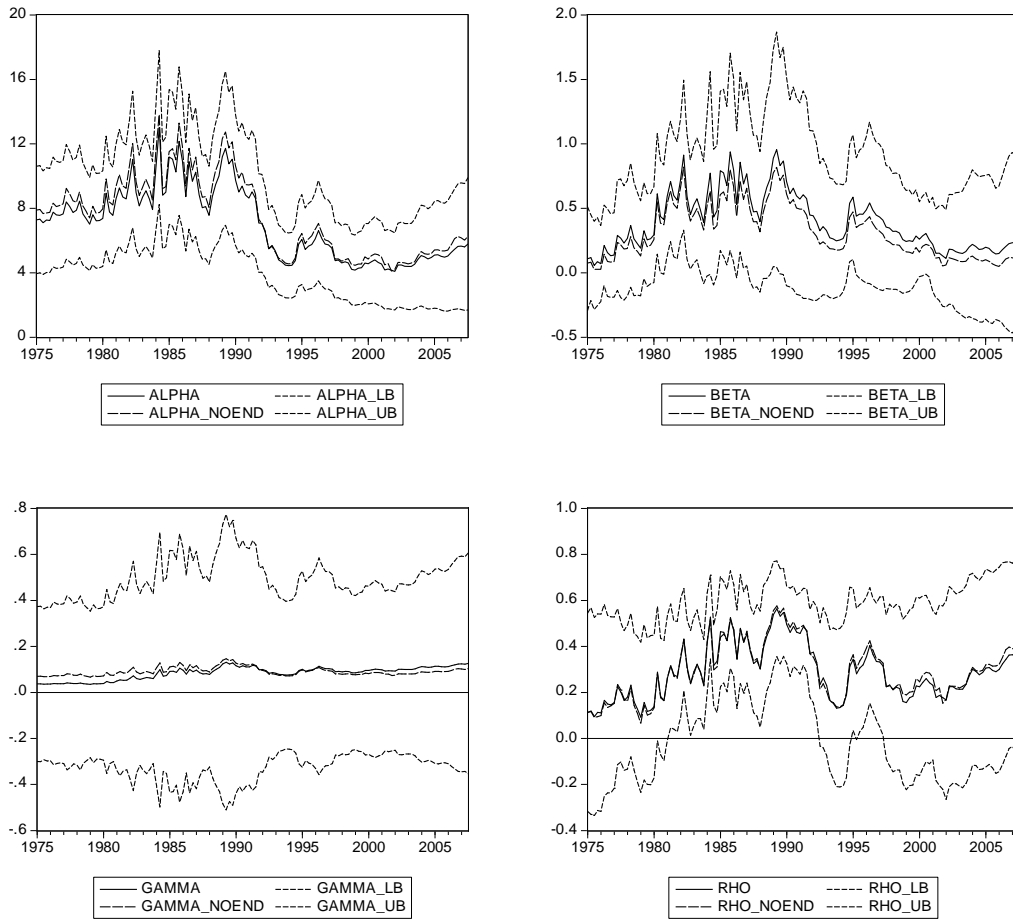 20
16
12
8
4
0
1975 1980 1985 1990 1995 2000 2005
ALPHA ALPHA_LB
ALPHA_NOEND ALPHA_UB
2.0
1.5
1.0
0.5
0.0
-0.5
1975 1980 1985 1990 1995 2000 2005
BETA BETA_LB
BETA_NOEND BETA_UB
.8
.6
.4
.2
.0
-.2
-.4
-.6
1975 1980 1985 1990 1995 2000 2005
GAMMA GAMMA_LB
GAMMA_NOEND GAMMA_UB
1.0
0.8
0.6
0.4
0.2
0.0
-0.2
-0.4
1975 1980 1985 1990 1995 2000 2005
RHO RHO_LB
RHO_NOEND RHO_UB